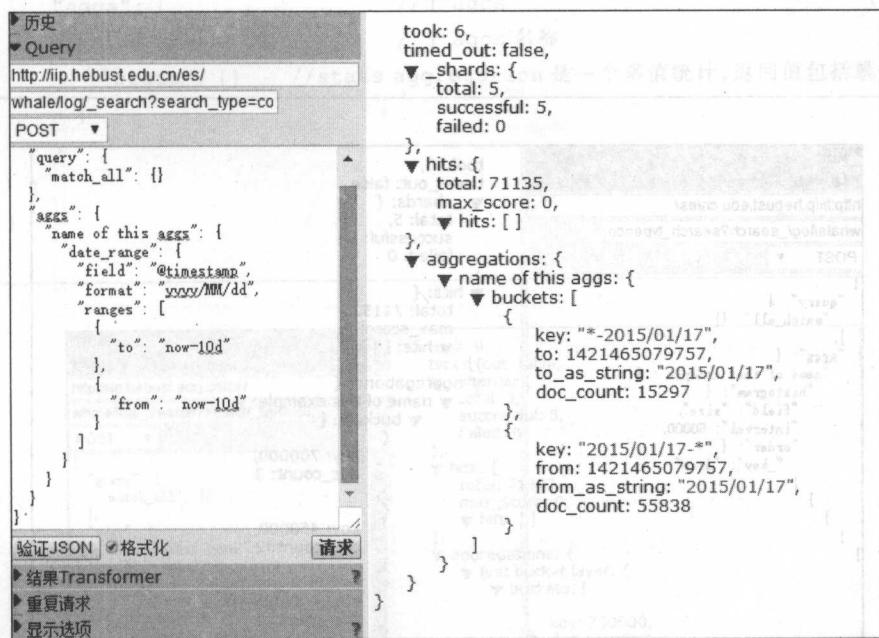 历史
Query
http://iip.hebust.edu.cn/es/
whale/log/_search?search_type=co
POST
"query": {
"match_all": {}
},
"aggs": {
"name of this aggs": {
"date_range": {
"field": "@timestamp",
"format": "yyyy/MM/dd",
"ranges": [
{
"to": "now-10d"
},
{
"from": "now-10d"
}
]
}
}
}
}
验证JSON 格式化 请求
结果Transformer ?
重复请求
显示选项 ?
took: 6,
timed_out: false,
_shards: {
total: 5,
successful: 5,
failed: 0
},
hits: {
total: 71135,
max_score: 0,
hits: [ ]
},
aggregations: {
name of this aggs: {
buckets: [
{
key: "*-2015/01/17",
to: 1421465079757,
to_as_string: "2015/01/17",
doc_count: 15297
},
{
key: "2015/01/17-*",
from: 1421465079757,
from_as_string: "2015/01/17",
doc_count: 55838
}
]
}
}
}